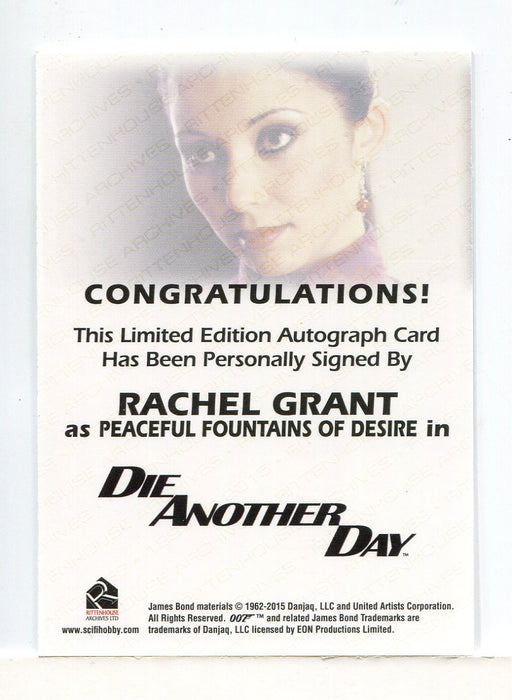 CONGRATULATIONS!
This Limited Edition Autograph Card
Has Been Personally Signed By
RACHEL GRANT
as PEACEFUL FOUNTAINS OF DESIRE in
DIE
ANOTHER
DAY™
RITTENHOUSE
ARCHIVES LTD
www.scifihobby.com
James Bond materials © 1962-2015 Danjaq, LLC and United Artists Corporation.
All Rights Reserved. 007™ and related James Bond Trademarks are
trademarks of Danjaq, LLC licensed by EON Productions Limited.
RITTENHOUSE ARCHIVES